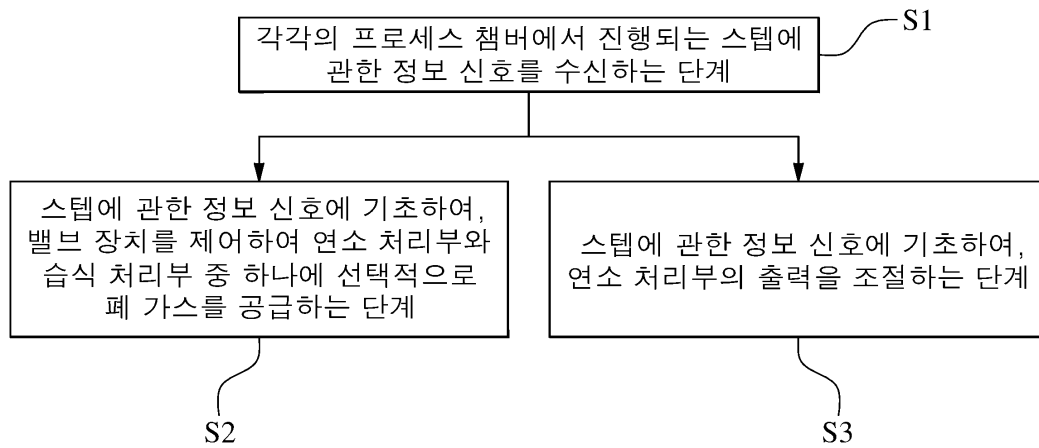 각각의 프로세스 챔버에서 진행되는 스텝에
관한 정보 신호를 수신하는 단계
S1
스텝에 관한 정보 신호에 기초하여,
밸브 장치를 제어하여 연소 처리부와
습식 처리부 중 하나에 선택적으로
폐 가스를 공급하는 단계
S2
스텝에 관한 정보 신호에 기초하여,
연소 처리부의 출력을 조절하는 단계
S3